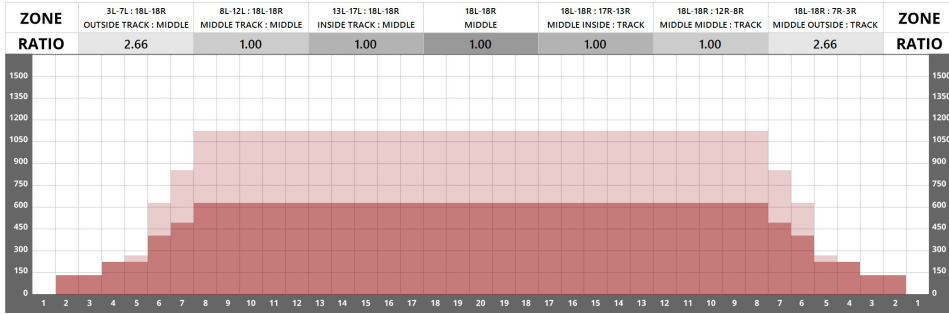 ZONE 3L-7L : 18L-18R 8L-12L : 18L-18R 13L-17L : 18L-18R 18L-18R 18L-18R : 17R-13R 18L-18R : 12R-8R 18L-18R : 7R-3R ZONE
OUTSIDE TRACK : MIDDLE MIDDLE TRACK : MIDDLE INSIDE TRACK : MIDDLE MIDDLE MIDDLE INSIDE : TRACK MIDDLE MIDDLE : TRACK MIDDLE OUTSIDE : TRACK
RATIO 2.66 1.00 1.00 1.00 1.00 1.00 2.66 RATIO
1500 1500
1350 1350
1200 1200
1050 1050
900 900
750 750
600 600
450 450
300 300
150 150
0 0
1 2 3 4 5 6 7 8 9 10 11 12 13 14 15 16 17 18 19 20 19 18 17 16 15 14 13 12 11 10 9 8 7 6 5 4 3 2 1